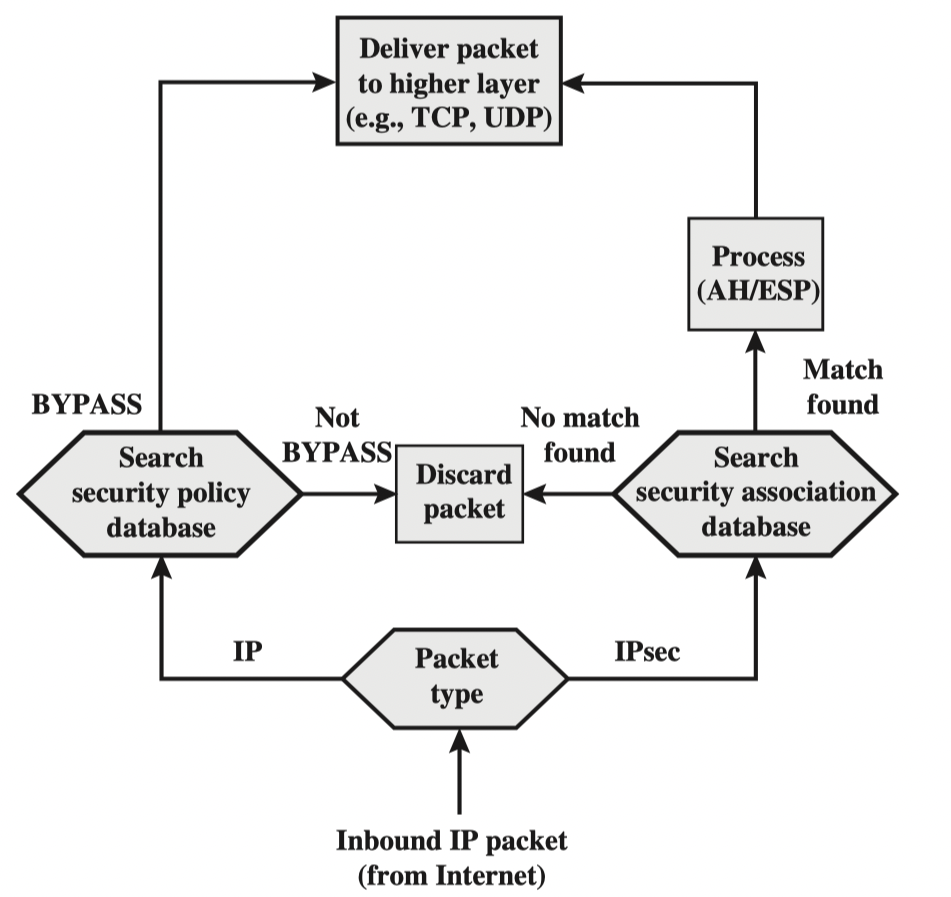 Deliver packet
to higher layer
(e.g., TCP, UDP)
Process
(AH/ESP)
Match
found
BYPASS
Not
BYPASS
No match
found
Search
security policy
database
Discard
packet
Search
security association
database
IP
Packet
type
IPsec
Inbound IP packet
(from Internet)